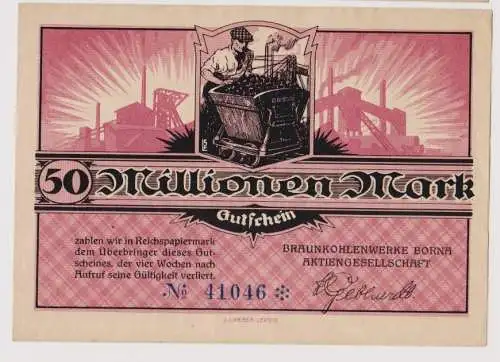 50 Millionen Mark
Gutschein
zahlen wir in Reichspapiermark
dem Überbringer dieses Gut-
scheines, der vier Wochen nach
Aufruf seine Gültigkeit verliert.
BRAUNKOHLENWERKE BORNA
AKTIENGESELLSCHAFT
№ 41046 ✻